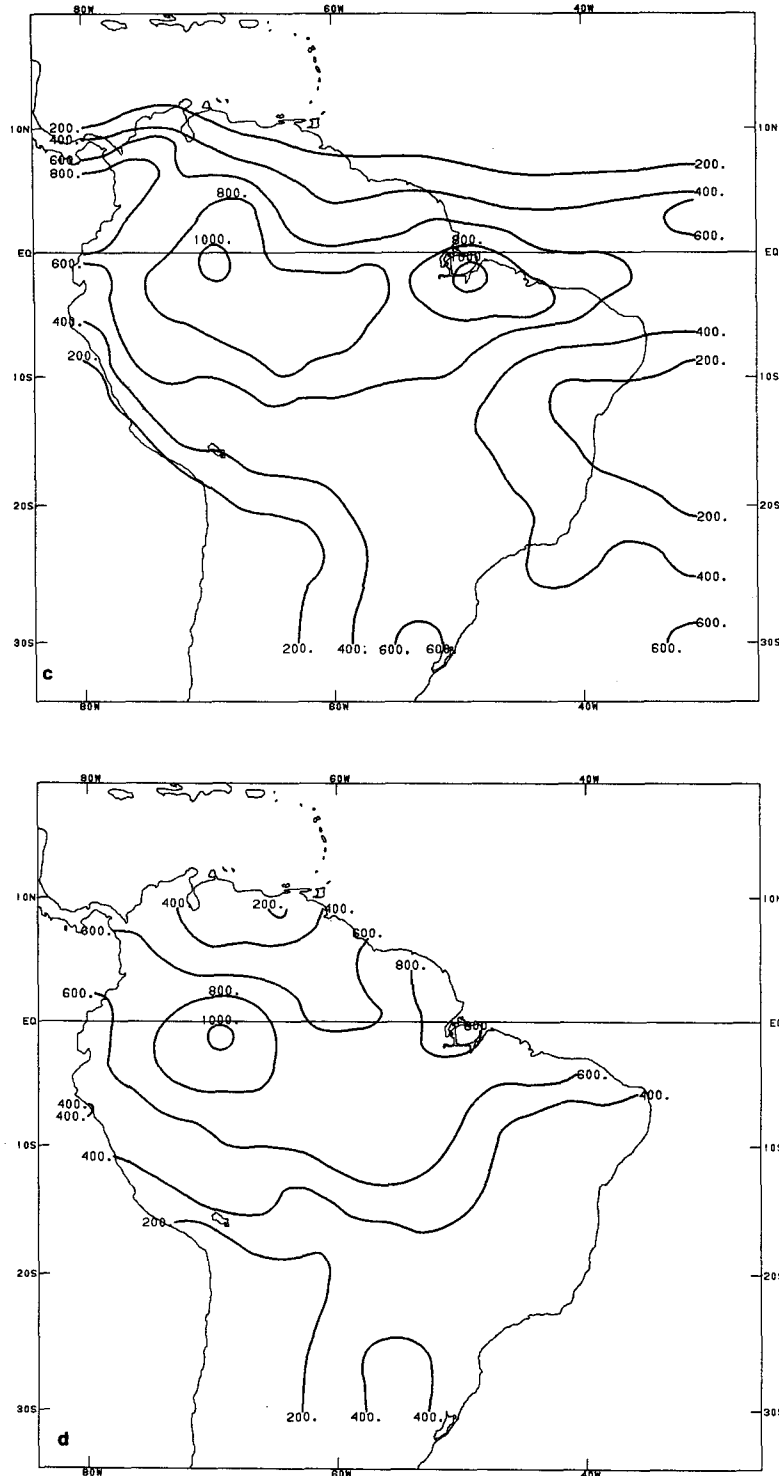 80W 60W 40W
10N 200. 10N
400.
600. 800. 200.
800. 400.
1000. 800. 600.
EQ 1000 EQ
600.
400. 400.
200. 200.
10S 10S
20S 200. 20S
400.
600.
30S 200. 400. 600. 600. 600. 30S
c
80W 60W 40W
80W 60W 40W
10N 400. 200. 400. 10N
600. 600.
800.
600. 800.
EQ 1000. 800 EQ
600.
400. 400.
400.
10S 400. 10S
200.
20S 20S
30S 200. 400. 400. 30S
d
80W 60W 40W